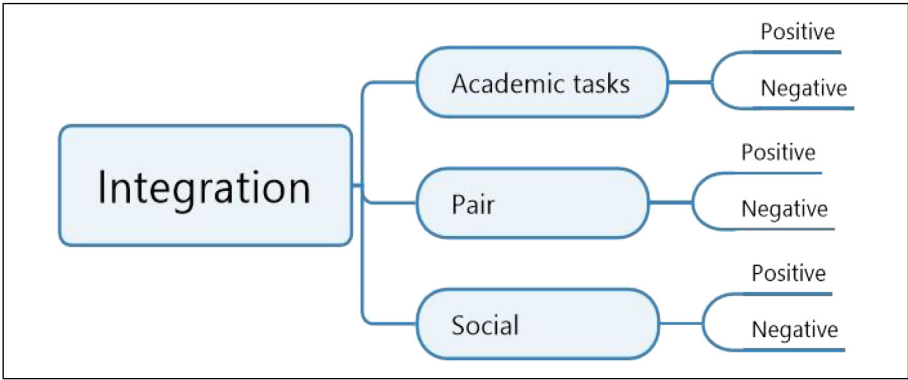 Integration
Academic tasks
Positive
Negative
Pair
Positive
Negative
Social
Positive
Negative